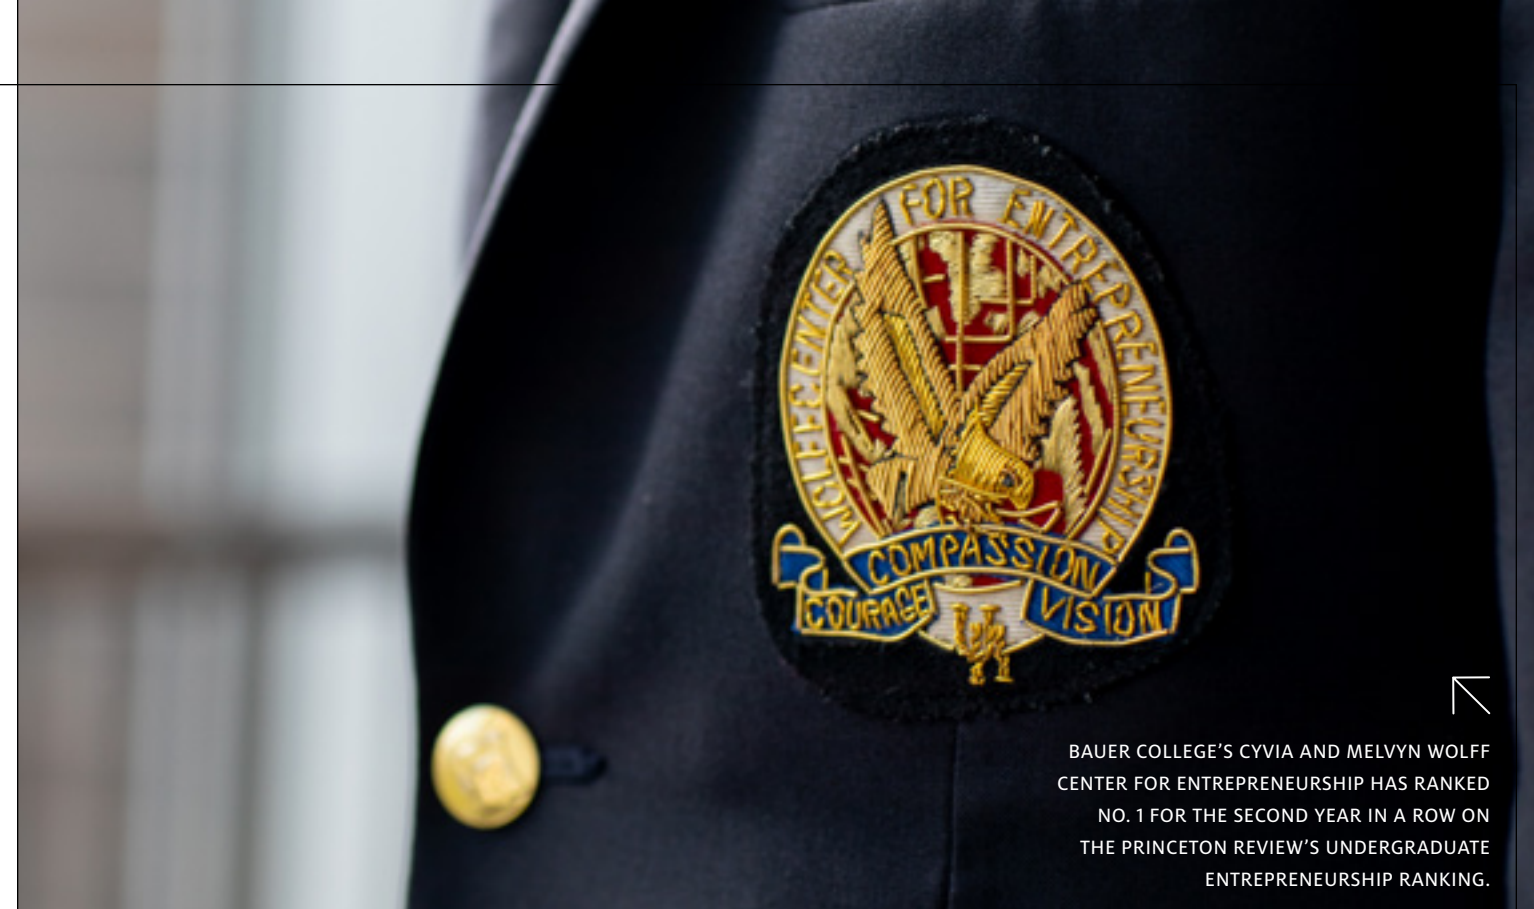 WOLFF CENTER FOR ENTREPRENEURSHIP
COMPASSION
COURAGE
VISION
UH
BAUER COLLEGE’S CYVIA AND MELVYN WOLFF
CENTER FOR ENTREPRENEURSHIP HAS RANKED
NO. 1 FOR THE SECOND YEAR IN A ROW ON
THE PRINCETON REVIEW’S UNDERGRADUATE
ENTREPRENEURSHIP RANKING.